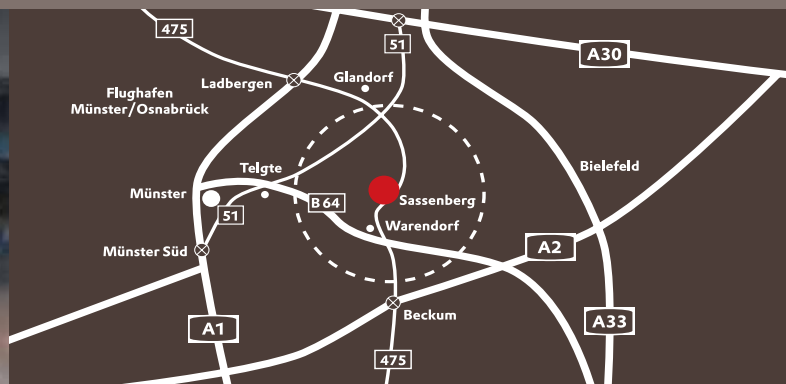 475
51
A30
Ladbergen
Glandorf
Flughafen
Münster/Osnabrück
Telgte
Bielefeld
Münster
51
B 64
Sassenberg
Warendorf
Münster Süd
A2
Beckum
A1
A33
475